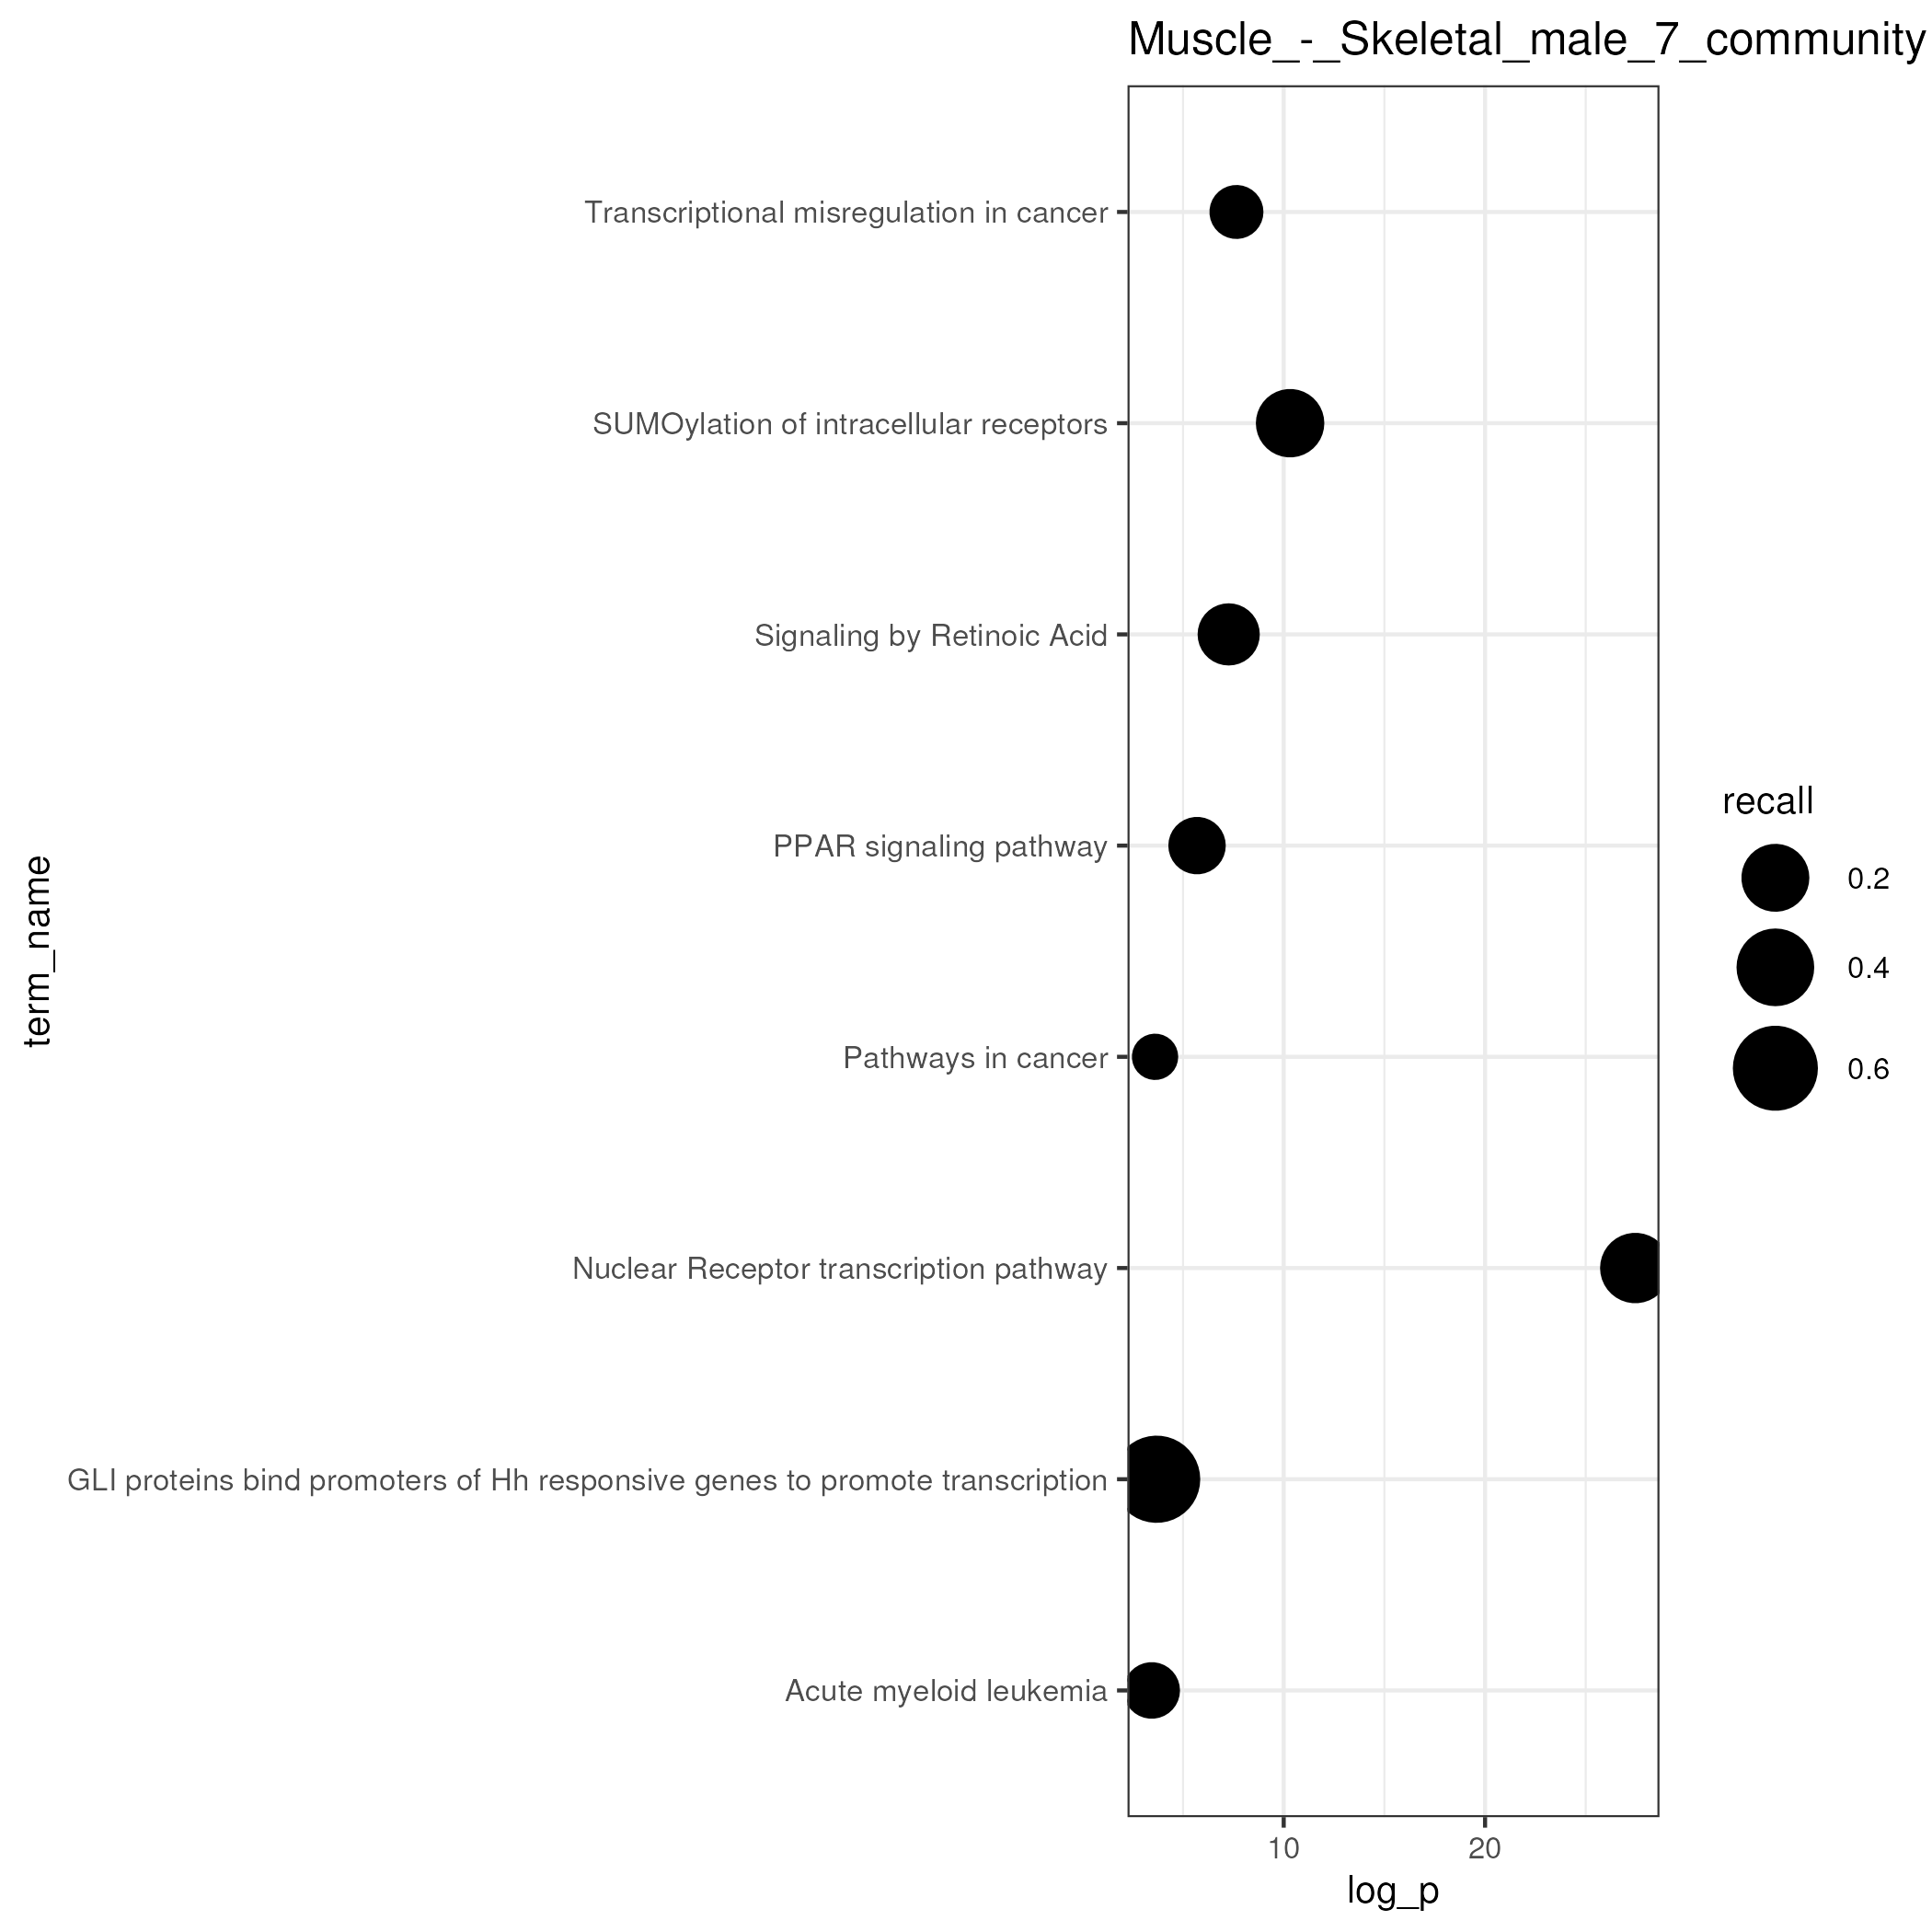 Muscle_-_Skeletal_male_7_community
Transcriptional misregulation in cancer
SUMOylation of intracellular receptors
Signaling by Retinoic Acid
PPAR signaling pathway
Pathways in cancer
Nuclear Receptor transcription pathway
GLI proteins bind promoters of Hh responsive genes to promote transcription
Acute myeloid leukemia
term_name
10
20
log_p
recall
0.2
0.4
0.6